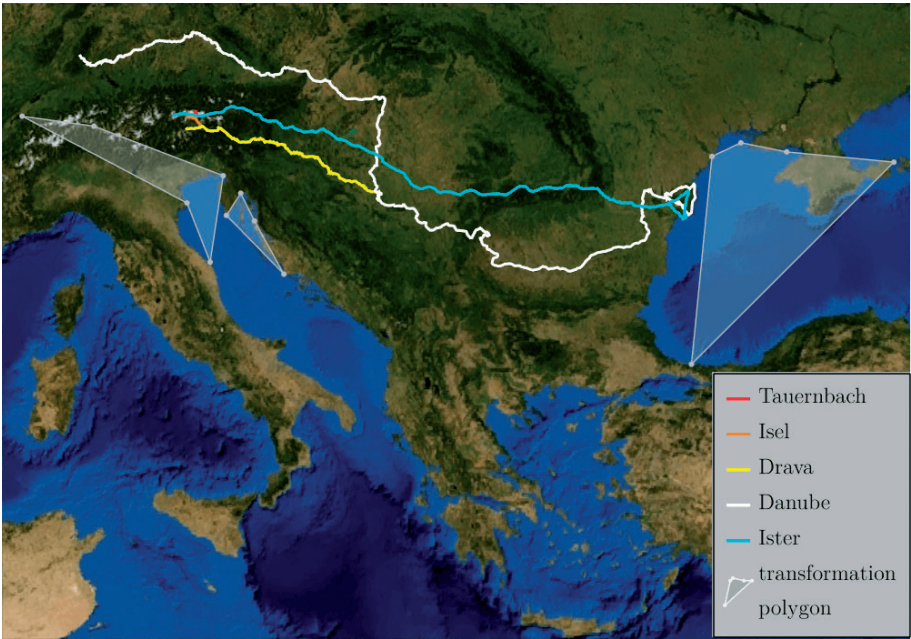 Tauernbach
Isel
Drava
Danube
Ister
transformation
polygon